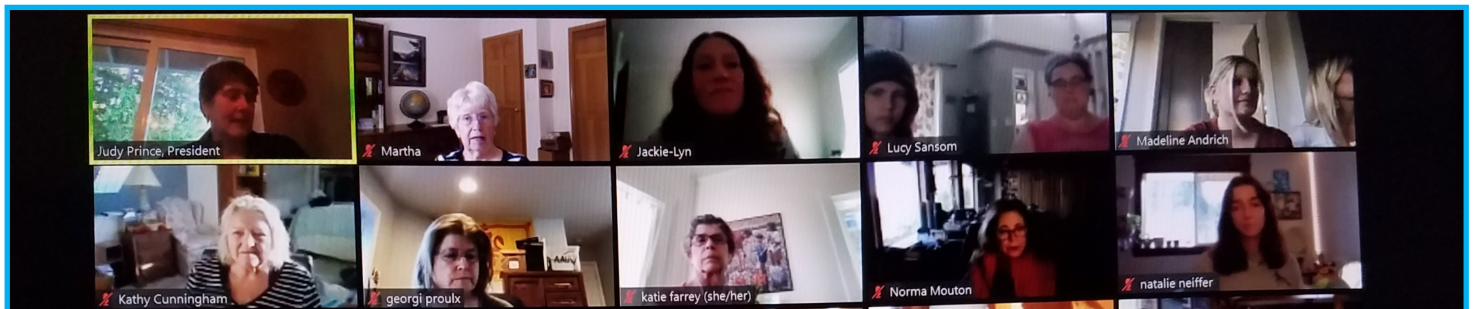 Judy Prince, President
Martha
Jackie-Lyn
Lucy Sansom
Madeline Andrich
Kathy Cunningham
georgi proulx
katie farrey (she/her)
Norma Mouton
natalie neiffer